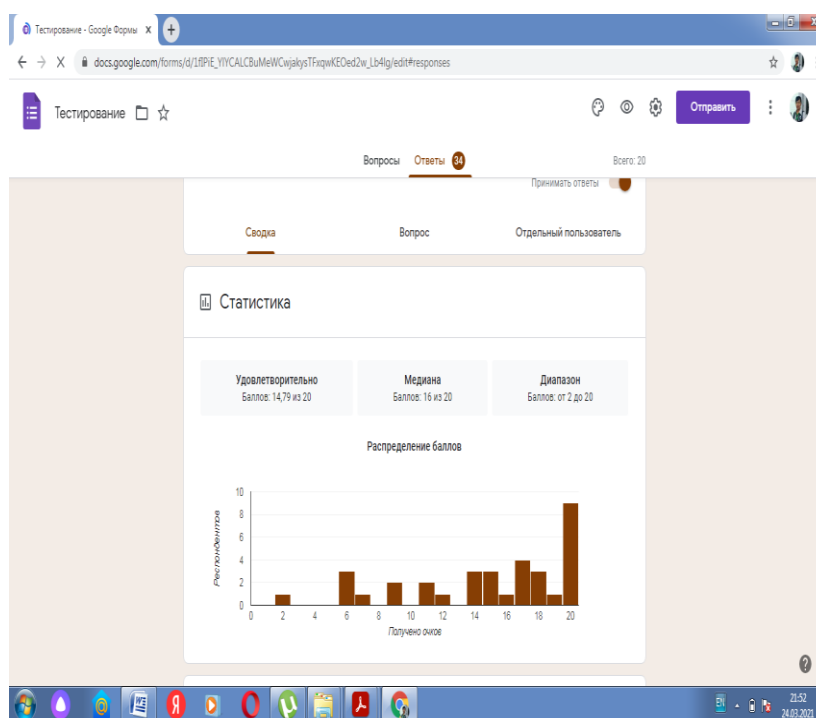 Тестирование - Google Формы
docs.google.com/forms/d/1flPiE_YlYCALCBuMeWCwjakysTFxqwKEOed2w_Lb4lg/edit#responses
Тестирование
Отправить
Вопросы Ответы 34 Всего: 20
Принимать ответы
Сводка Вопрос Отдельный пользователь
Статистика
Удовлетворительно Медиана Диапазон
Баллов: 14,79 из 20 Баллов: 16 из 20 Баллов: от 2 до 20
Распределение баллов
Респондентов
10
8
6
4
2
0
0 2 4 6 8 10 12 14 16 18 20
Получено очков
EN
21:52
24.03.2021